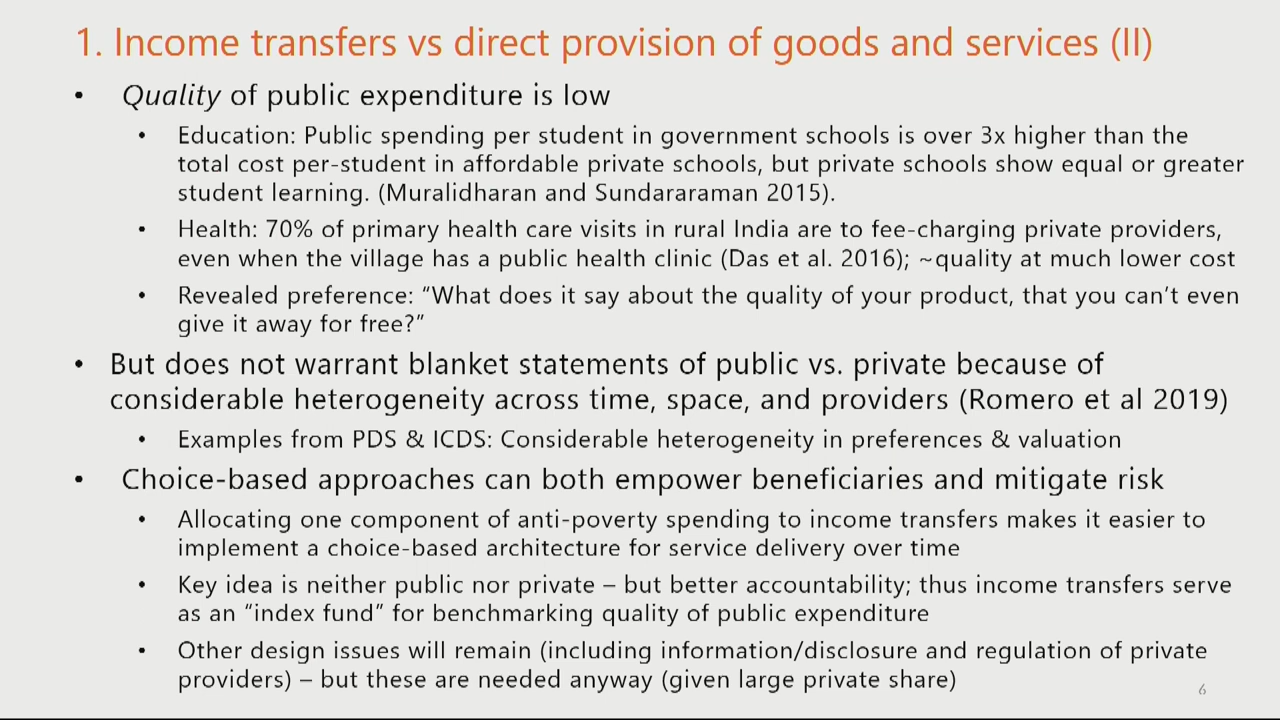 1. Income transfers vs direct provision of goods and services (II)
• Quality of public expenditure is low
• Education: Public spending per student in government schools is over 3x higher than the
total cost per-student in affordable private schools, but private schools show equal or greater
student learning. (Muralidharan and Sundararaman 2015).
• Health: 70% of primary health care visits in rural India are to fee-charging private providers,
even when the village has a public health clinic (Das et al. 2016); ~quality at much lower cost
• Revealed preference: “What does it say about the quality of your product, that you can’t even
give it away for free?”
• But does not warrant blanket statements of public vs. private because of
considerable heterogeneity across time, space, and providers (Romero et al 2019)
• Examples from PDS & ICDS: Considerable heterogeneity in preferences & valuation
• Choice-based approaches can both empower beneficiaries and mitigate risk
• Allocating one component of anti-poverty spending to income transfers makes it easier to
implement a choice-based architecture for service delivery over time
• Key idea is neither public nor private – but better accountability; thus income transfers serve
as an “index fund” for benchmarking quality of public expenditure
• Other design issues will remain (including information/disclosure and regulation of private
providers) – but these are needed anyway (given large private share)
6